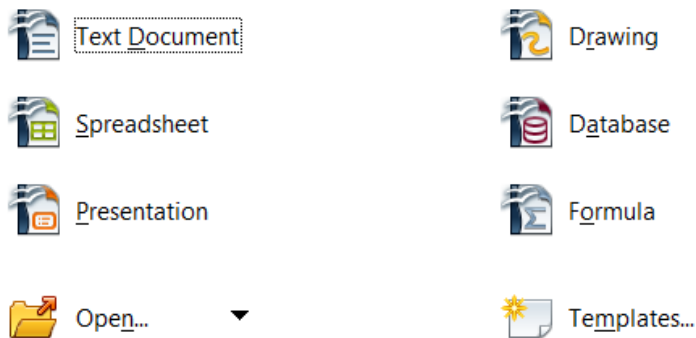 Text Document
Drawing
Spreadsheet
Database
Presentation
Formula
Open...
Templates...